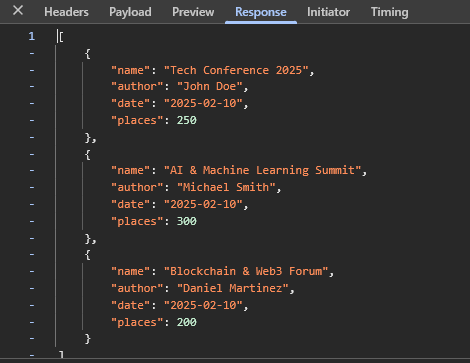 Headers Payload Preview Response Initiator Timing
1 [
- {
- "name": "Tech Conference 2025",
- "author": "John Doe",
- "date": "2025-02-10",
- "places": 250
- },
- {
- "name": "AI & Machine Learning Summit",
- "author": "Michael Smith",
- "date": "2025-02-10",
- "places": 300
- },
- {
- "name": "Blockchain & Web3 Forum",
- "author": "Daniel Martinez",
- "date": "2025-02-10",
- "places": 200
- }
- ]